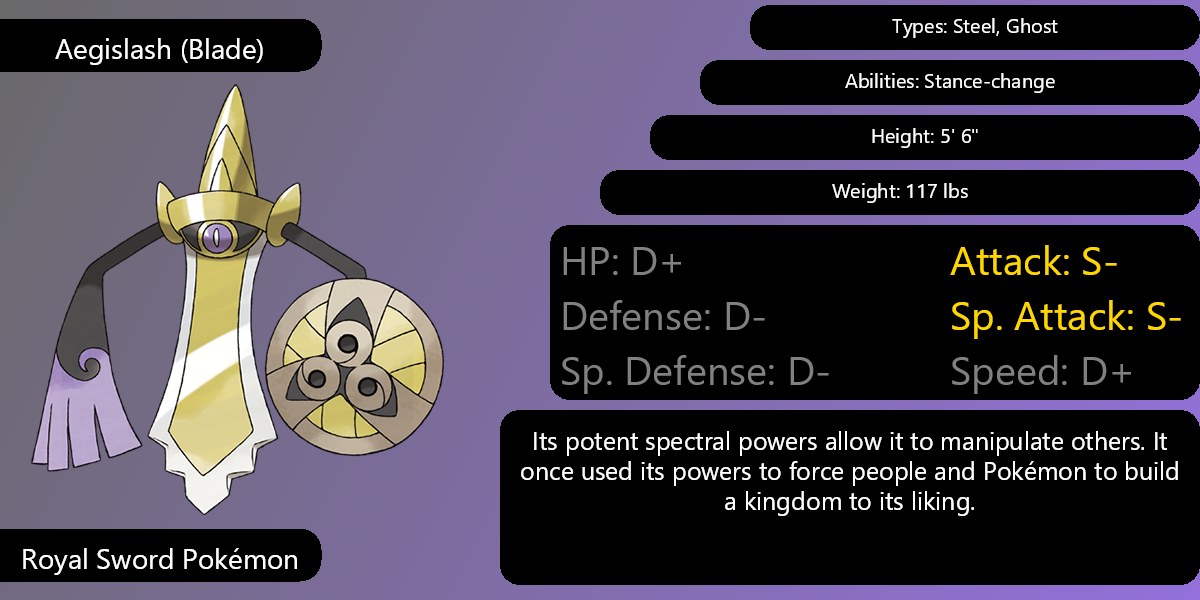 Aegislash (Blade)
Types: Steel, Ghost
Abilities: Stance-change
Height: 5' 6"
Weight: 117 lbs
HP: D+
Attack: S-
Defense: D-
Sp. Attack: S-
Sp. Defense: D-
Speed: D+
Its potent spectral powers allow it to manipulate others. It
once used its powers to force people and Pokémon to build
a kingdom to its liking.
Royal Sword Pokémon